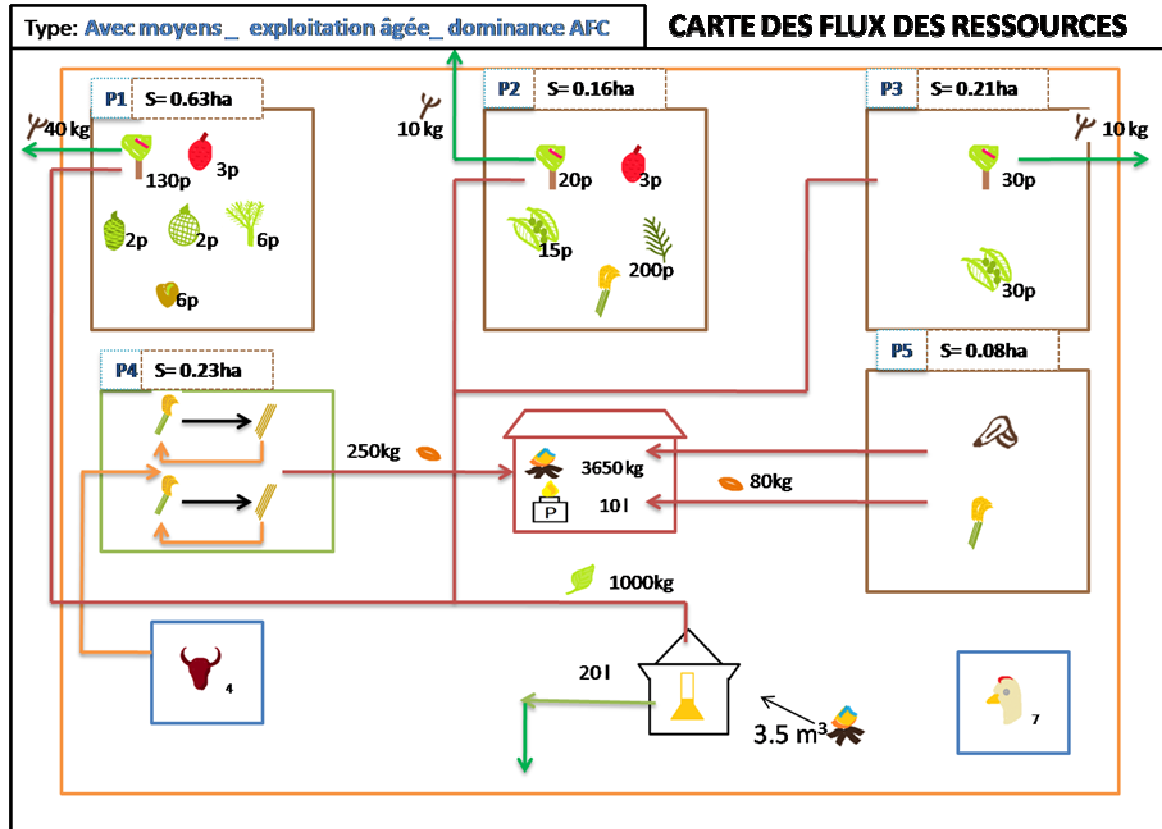 Type: Avec moyens_ exploitation âgée_ dominance AFC
CARTE DES FLUX DES RESSOURCES
P1 S= 0.63ha
P2 S= 0.16ha
P3 S= 0.21ha
40 kg
10 kg
10 kg
130p
3p
20p
3p
30p
2p
2p
6p
15p
200p
30p
6p
P4 S= 0.23ha
P5 S= 0.08ha
250kg
3650 kg
80kg
P
10 l
1000kg
4
20 l
3.5 m³
7